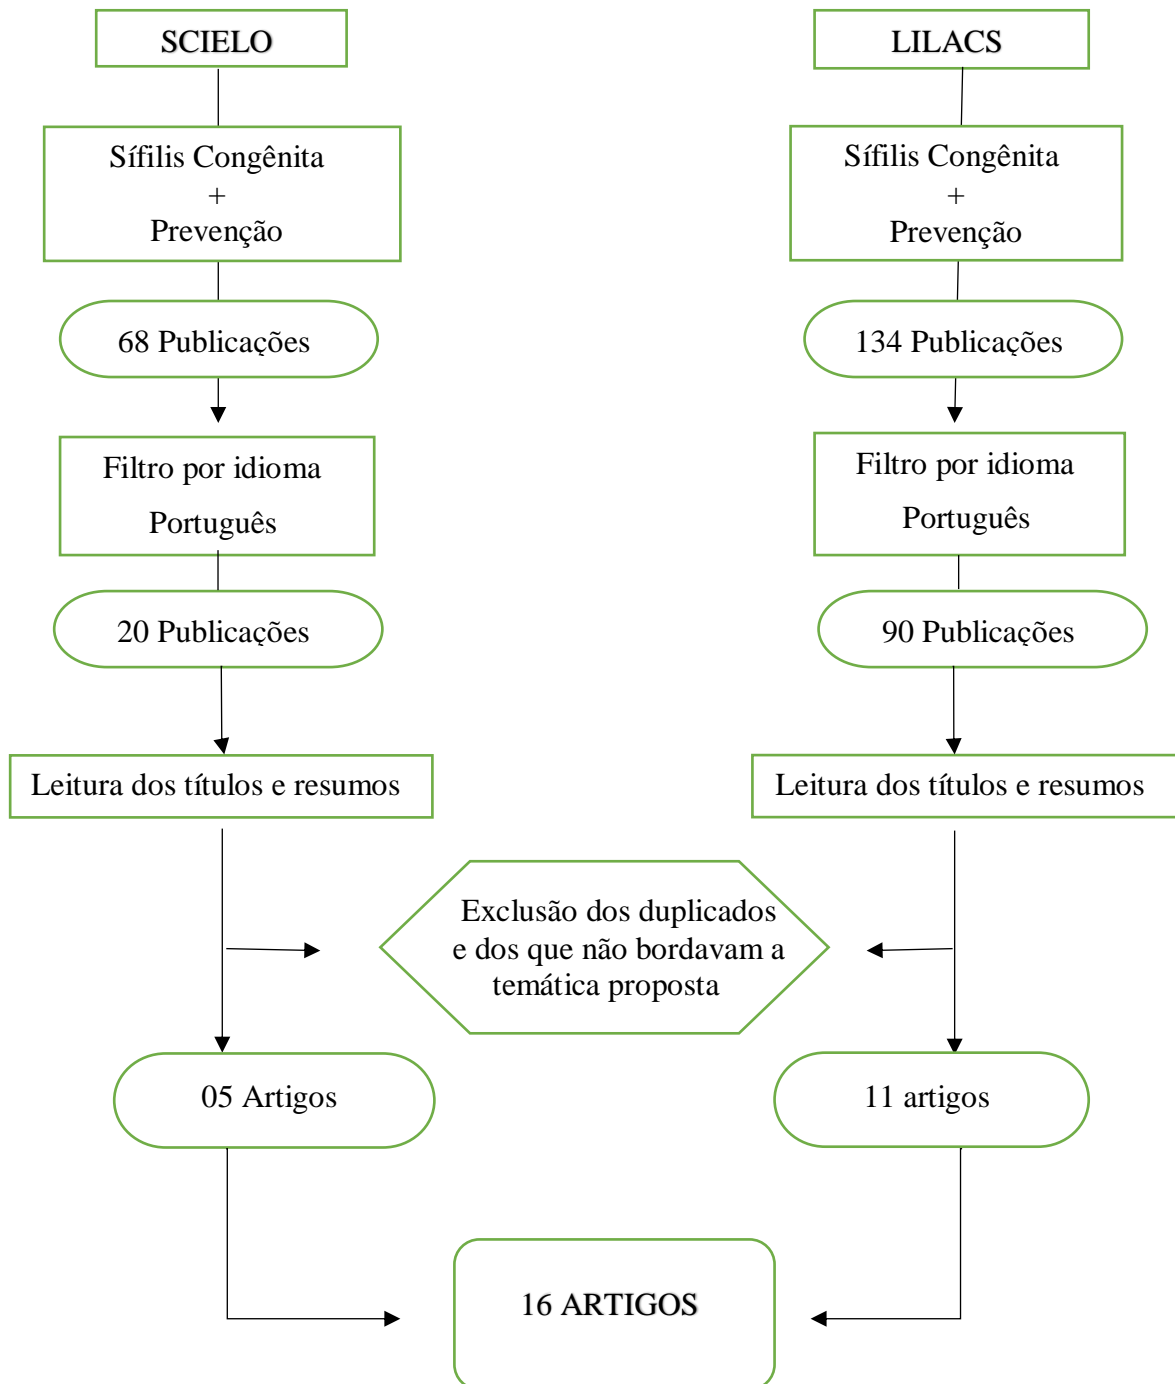 SCIELO
LILACS
Sífilis Congênita
+
Prevenção
Sífilis Congênita
+
Prevenção
68 Publicações
134 Publicações
Filtro por idioma
Português
Filtro por idioma
Português
20 Publicações
90 Publicações
Leitura dos títulos e resumos
Leitura dos títulos e resumos
Exclusão dos duplicados
e dos que não bordavam a
temática proposta
05 Artigos
11 artigos
16 ARTIGOS